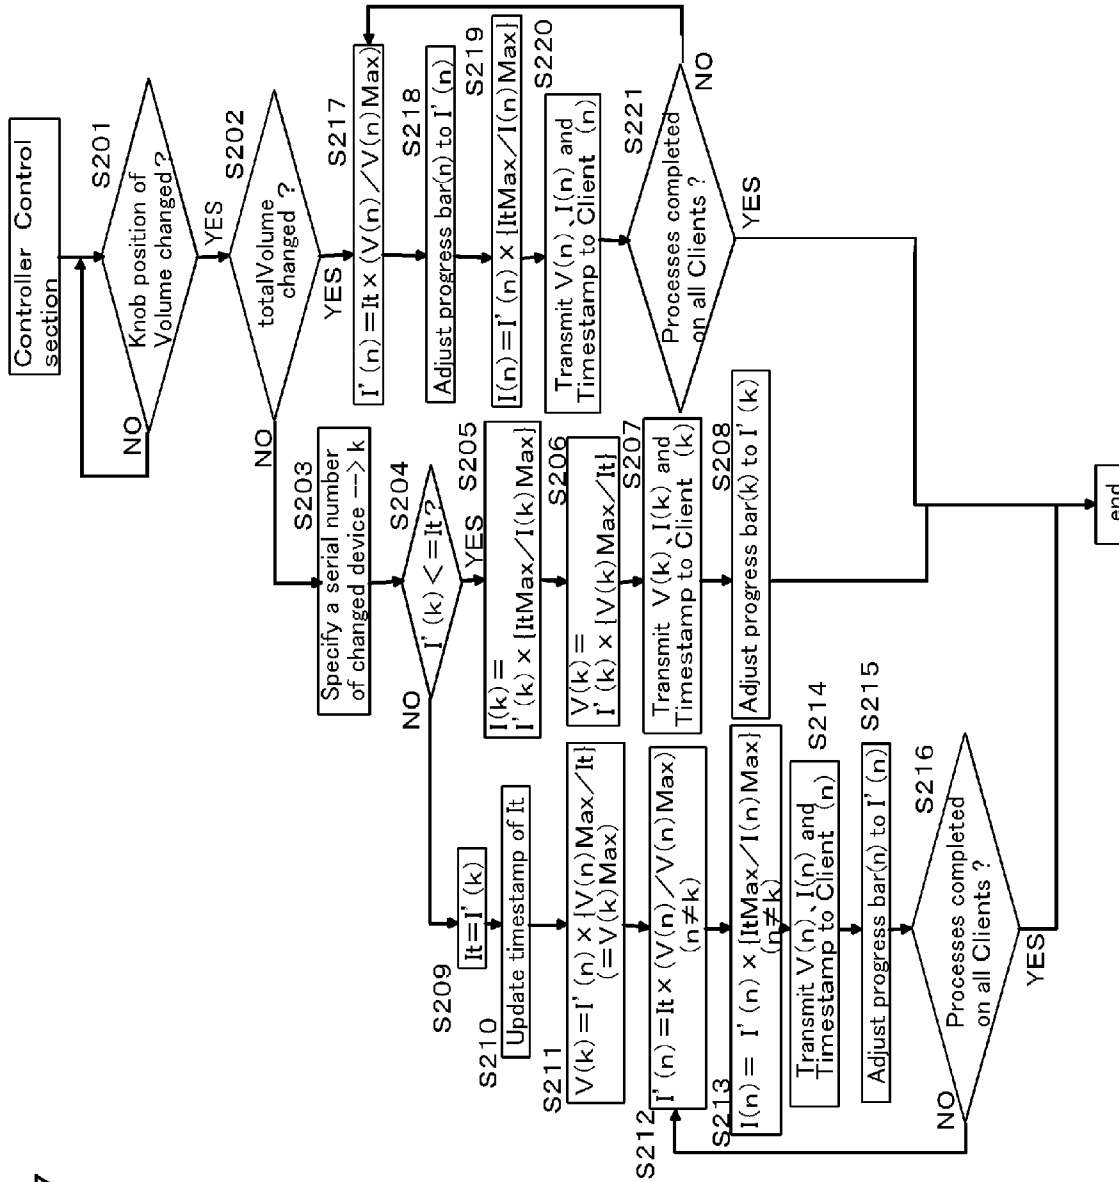 Controller Control
section
S201
Knob position of
Volume changed?
NO
YES
S202
totalVolume
changed ?
NO
YES
S203
Specify a serial number
of changed device --> k
S204
I' (k) <=It?
NO
YES
S205
I(k) =
I' (k) × {ItMax/I(k)Max}
S206
V(k)=
I' (k) × {V(k)Max/It}
S207
Transmit V(k)、I(k) and
Timestamp to Client (k)
S208
Adjust progress bar(k) to I' (k)
S209
It=I' (k)
S210
Update timestamp of It
S211
V(k)=I' (n) × {V(n)Max/It}
(=V(k)Max)
S212
I' (n)=It×(V(n)/V(n)Max)
(n≠k)
S213
I(n)= I' (n) × {ItMax/I(n)Max}
(n≠k)
S214
Transmit V(n)、I(n) and
Timestamp to Client (n)
S215
Adjust progress bar(n) to I' (n)
S216
Processes completed
on all Clients ?
NO
YES
S217
I' (n)=It×(V(n)/V(n)Max)
S218
Adjust progress bar(n) to I' (n)
S219
I(n)=I' (n) × {ItMax/I(n)Max}
S220
Transmit V(n)、I(n) and
Timestamp to Client (n)
S221
Processes completed
on all Clients ?
NO
YES
end